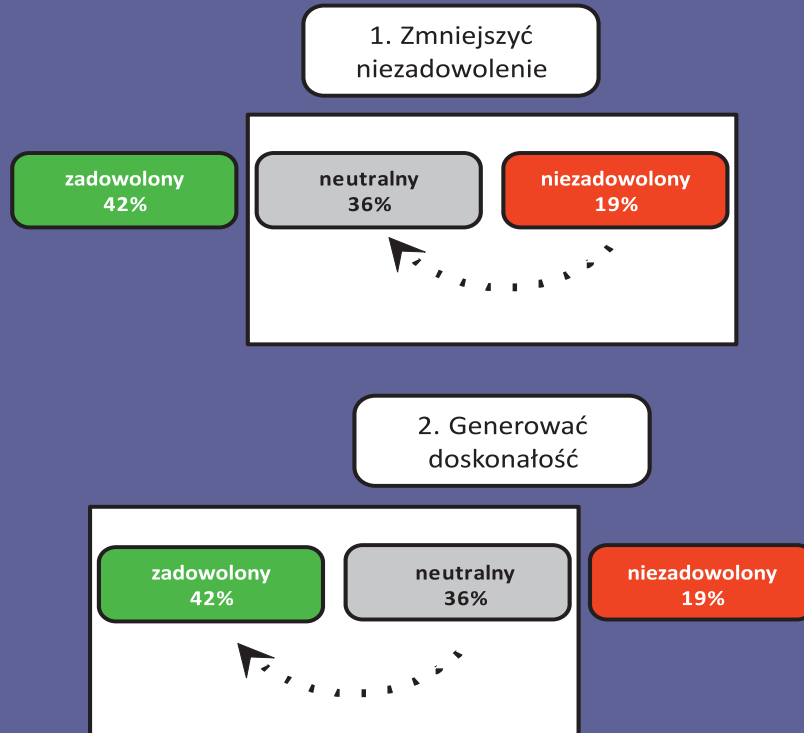 1. Zmniejszyć
niezadowolenie
zadowolony
42%
neutralny
36%
niezadowolony
19%
2. Generować
doskonałość
zadowolony
42%
neutralny
36%
niezadowolony
19%